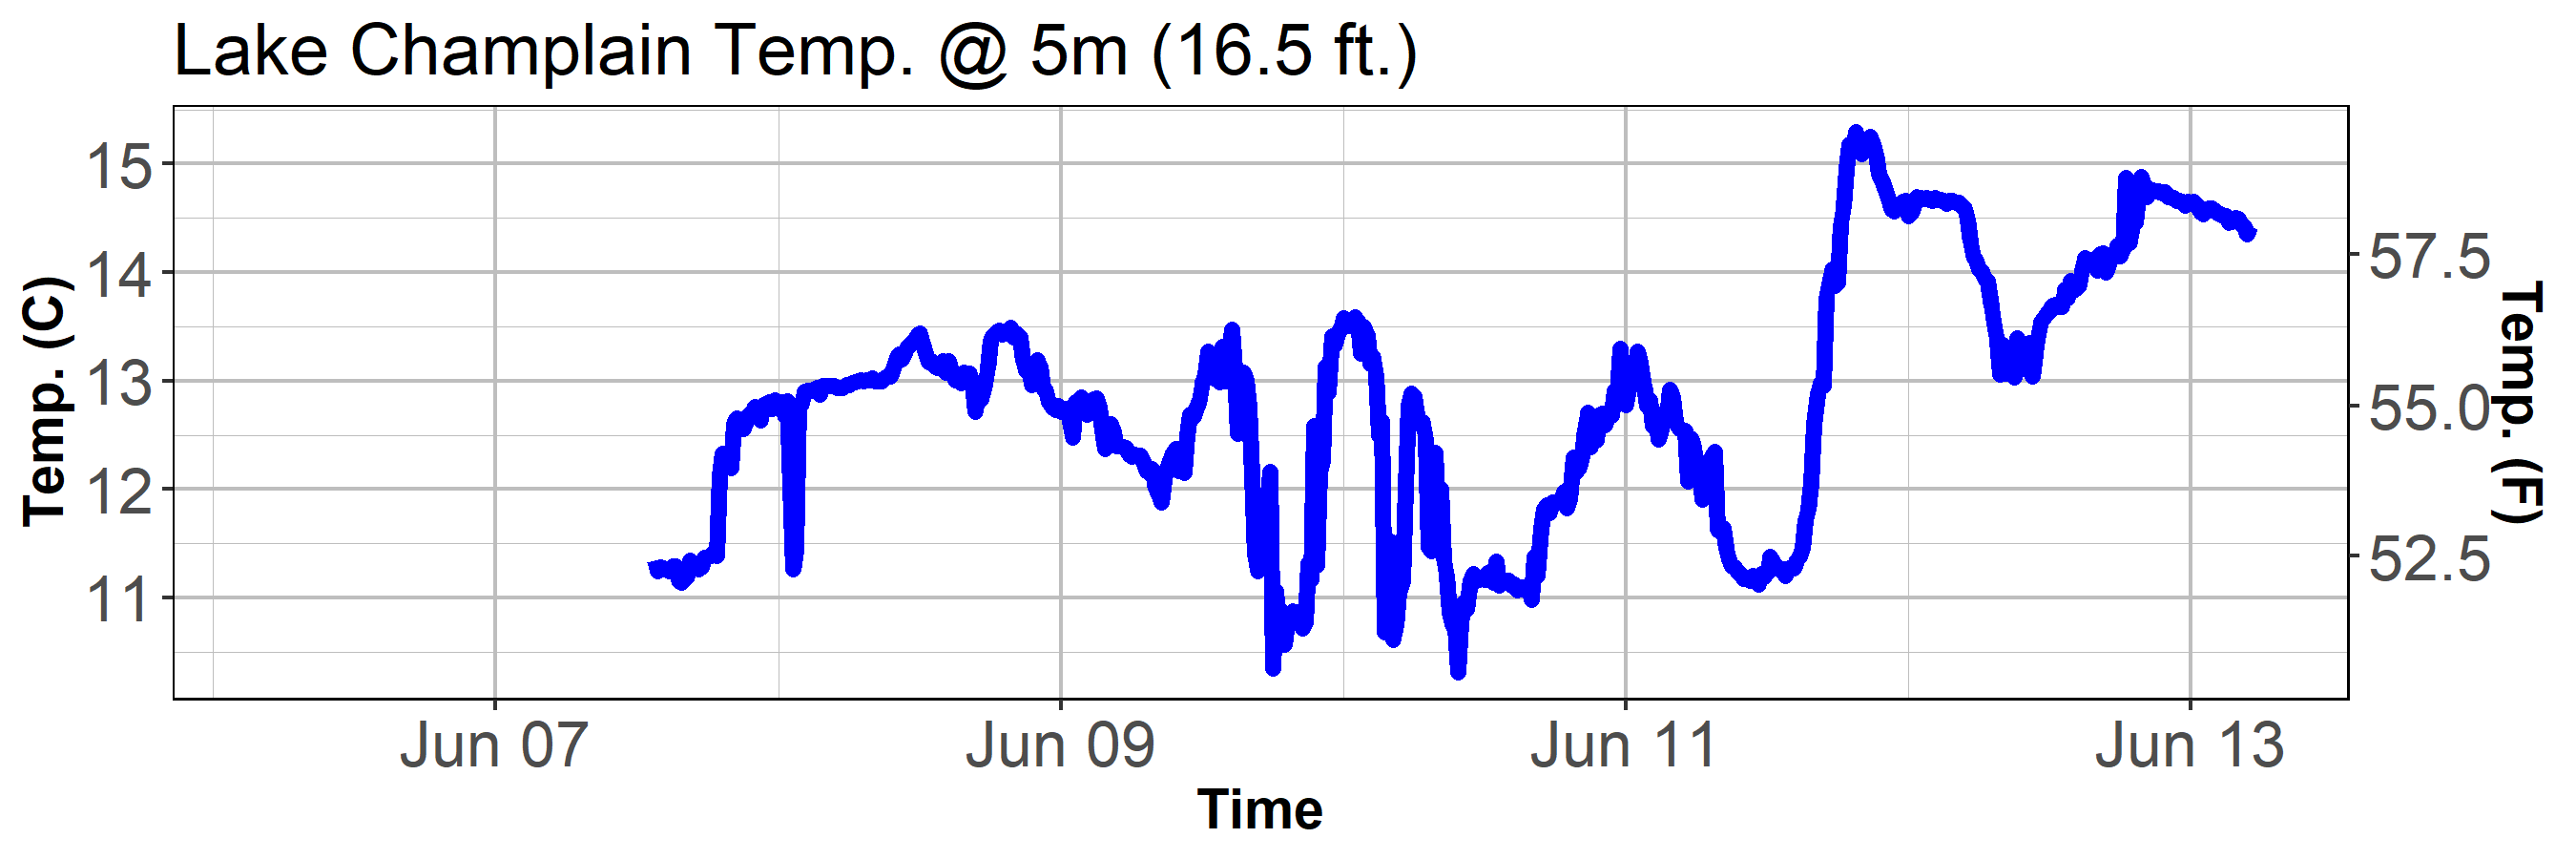 Lake Champlain Temp. @ 5m (16.5 ft.)
Temp. (C)
15
14
13
12
11
57.5
55.0
52.5
Temp. (F)
Jun 07
Jun 09
Jun 11
Jun 13
Time